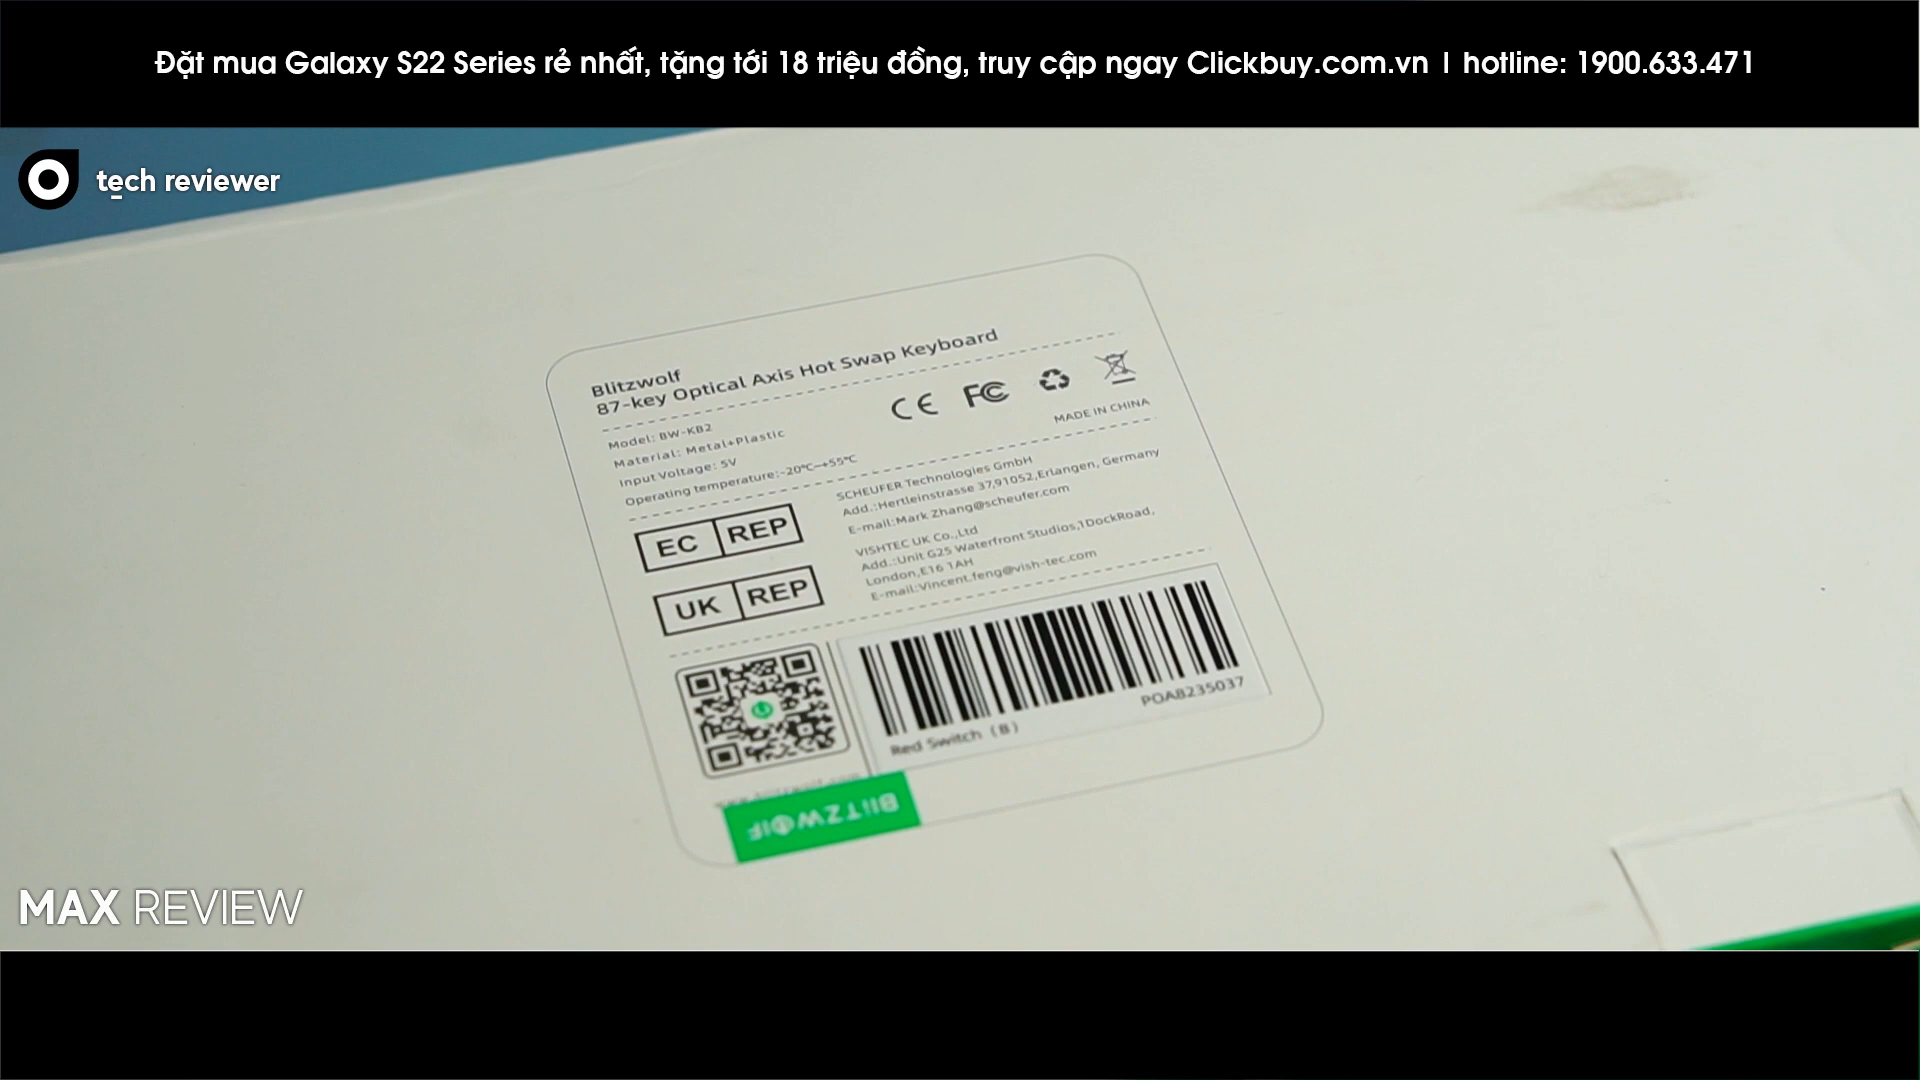 Đặt mua Galaxy S22 Series rẻ nhất, tặng tới 18 triệu đồng, truy cập ngay Clickbuy.com.vn | hotline: 1900.633.471
tech reviewer
Blitzwolf
87-key Optical Axis Hot Swap Keyboard
Model: BW-KB2
Material: Metal+Plastic
Input Voltage: 5V
Operating temperature:-20℃~+55℃
CE FC
MADE IN CHINA
EC REP
SCHEUFER Technologies GmbH
Add.:Hertleinstrasse 37,91052,Erlangen, Germany
E-mail:Mark Zhang@scheufer.com
UK REP
VISHTEC UK Co.,Ltd
Add.:Unit G25 Waterfront Studios,1DockRoad,
London,E16 1AH
E-mail:Vincent.feng@vish-tec.com
POA8235037
Red Switch (B)
BlitzWolf
MAX REVIEW